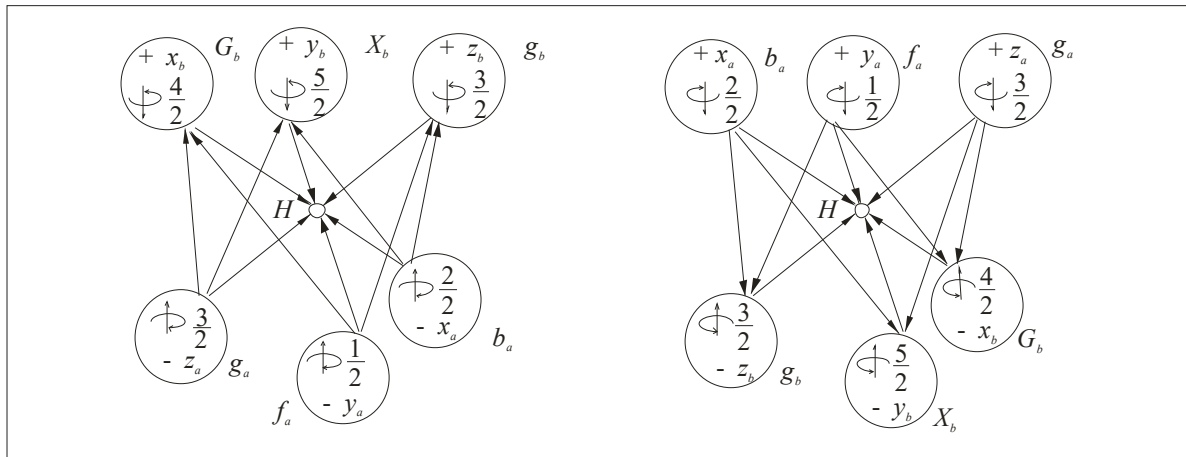 + x_b G_b
4/2
+ y_b X_b
5/2
+ z_b g_b
3/2
H
3/2
- z_a g_a
1/2
- y_a f_a
2/2
- x_a b_a
+ x_a b_a
2/2
+ y_a f_a
1/2
+ z_a g_a
3/2
H
3/2
- z_b g_b
5/2
- y_b X_b
4/2
- x_b G_b